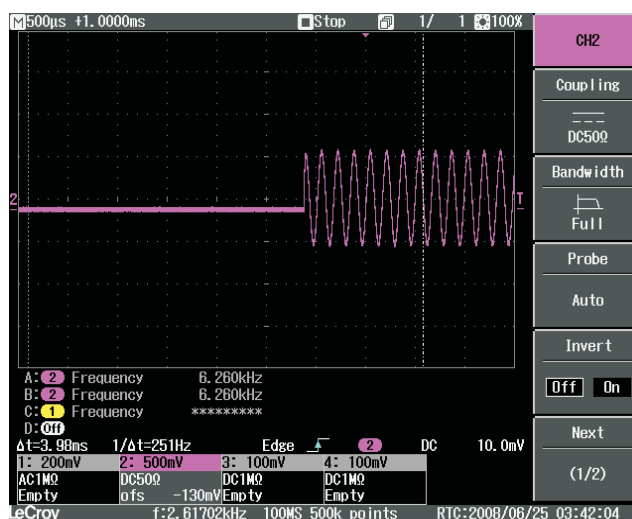 M 500µs +1.0000ms Stop 1/ 1 100%
CH2
Coupling
DC50Ω
Bandwidth
Full
Probe
Auto
Invert
Off On
Next
(1/2)
2
T
A: 2 Frequency 6.260kHz
B: 2 Frequency 6.260kHz
C: 1 Frequency *********
D: Off
Δt=3.98ms 1/Δt=251Hz Edge 2 DC 10.0mV
1: 200mV 2: 500mV 3: 100mV 4: 100mV
AC1MΩ DC50Ω DC1MΩ DC1MΩ
Empty ofs -130mV Empty Empty
LeCroy f:2.61702kHz 100MS 500k points RTC:2008/06/25 03:42:04